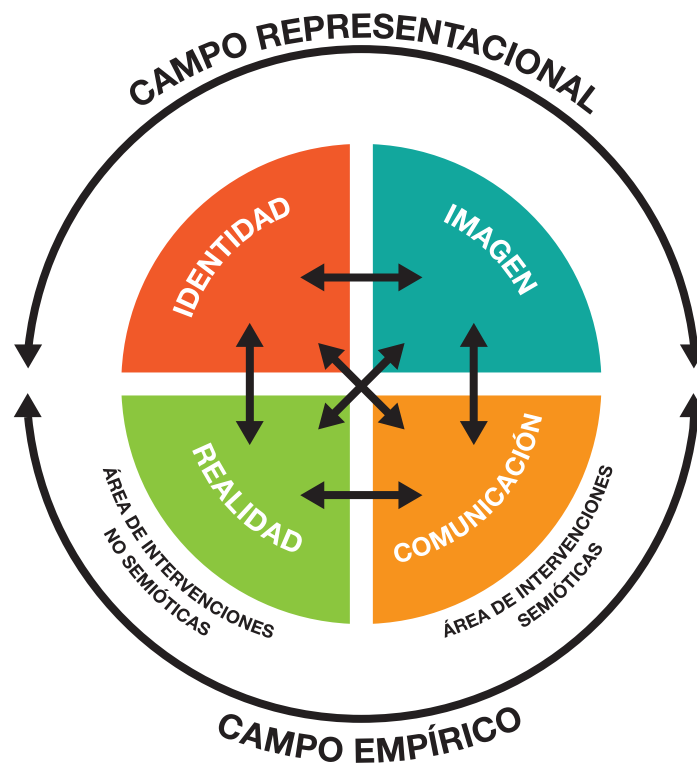 CAMPO REPRESENTACIONAL
IDENTIDAD
IMAGEN
REALIDAD
COMUNICACIÓN
ÁREA DE INTERVENCIONES
NO SEMIÓTICAS
ÁREA DE INTERVENCIONES
SEMIÓTICAS
CAMPO EMPÍRICO